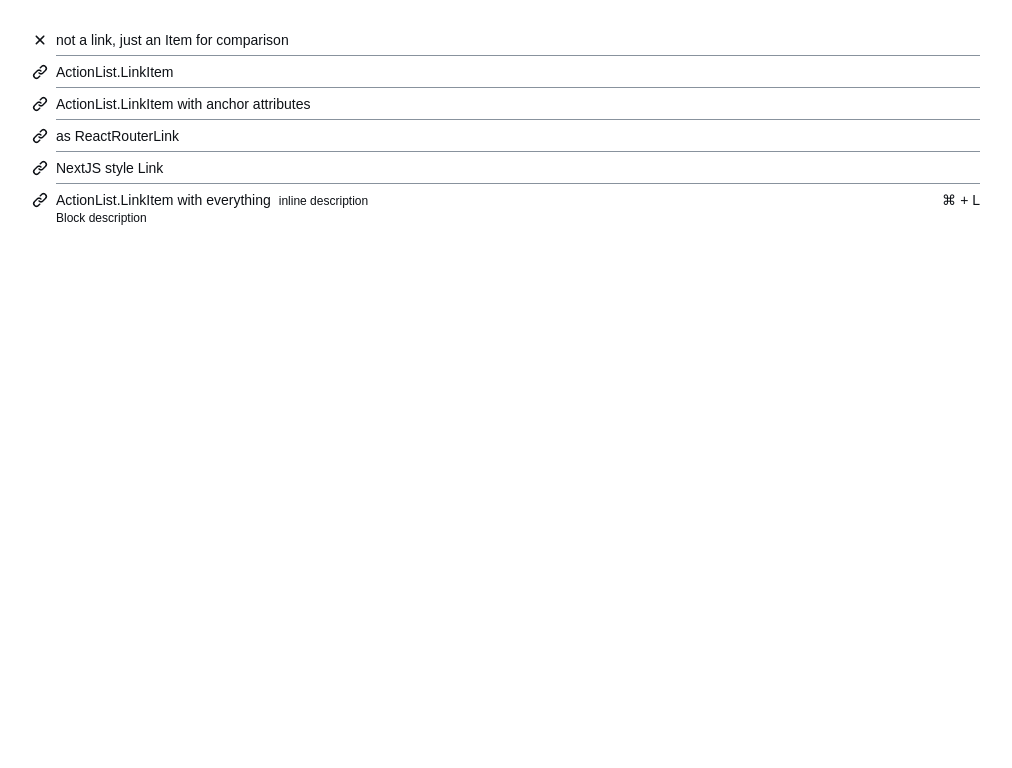 not a link, just an Item for comparison
ActionList.LinkItem
ActionList.LinkItem with anchor attributes
as ReactRouterLink
NextJS style Link
ActionList.LinkItem with everything inline description ⌘ + L
Block description